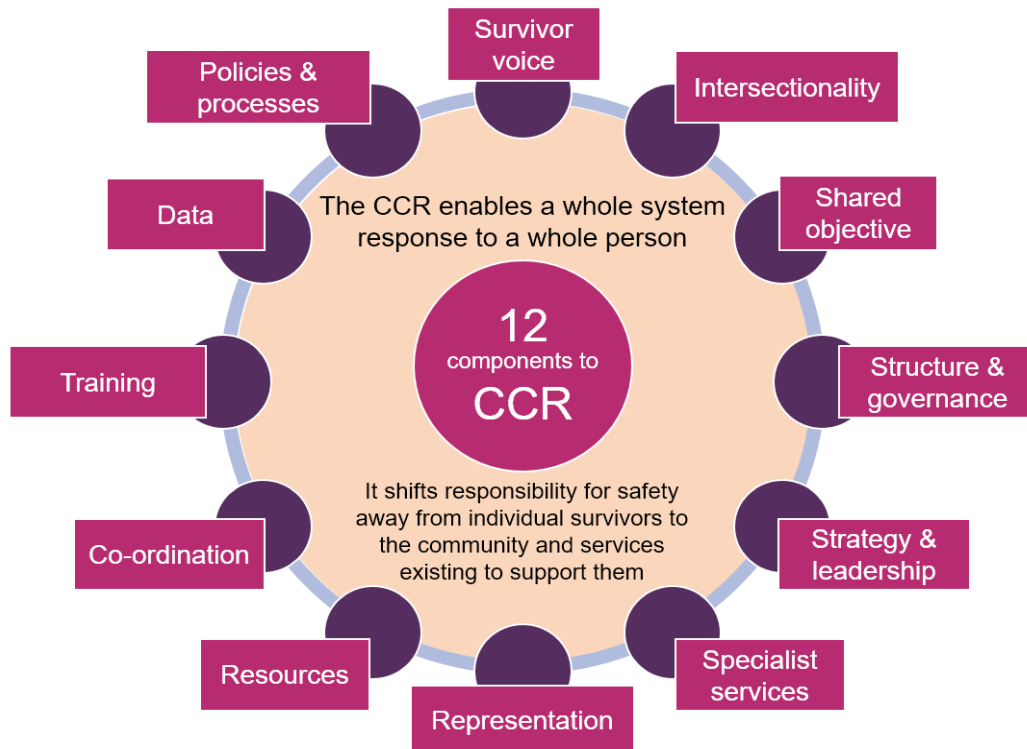 Survivor
voice
Intersectionality
Shared
objective
Structure &
governance
Strategy &
leadership
Specialist
services
Representation
Resources
Co-ordination
Training
Data
Policies &
processes
The CCR enables a whole system
response to a whole person
12
components to
CCR
It shifts responsibility for safety
away from individual survivors to
the community and services
existing to support them